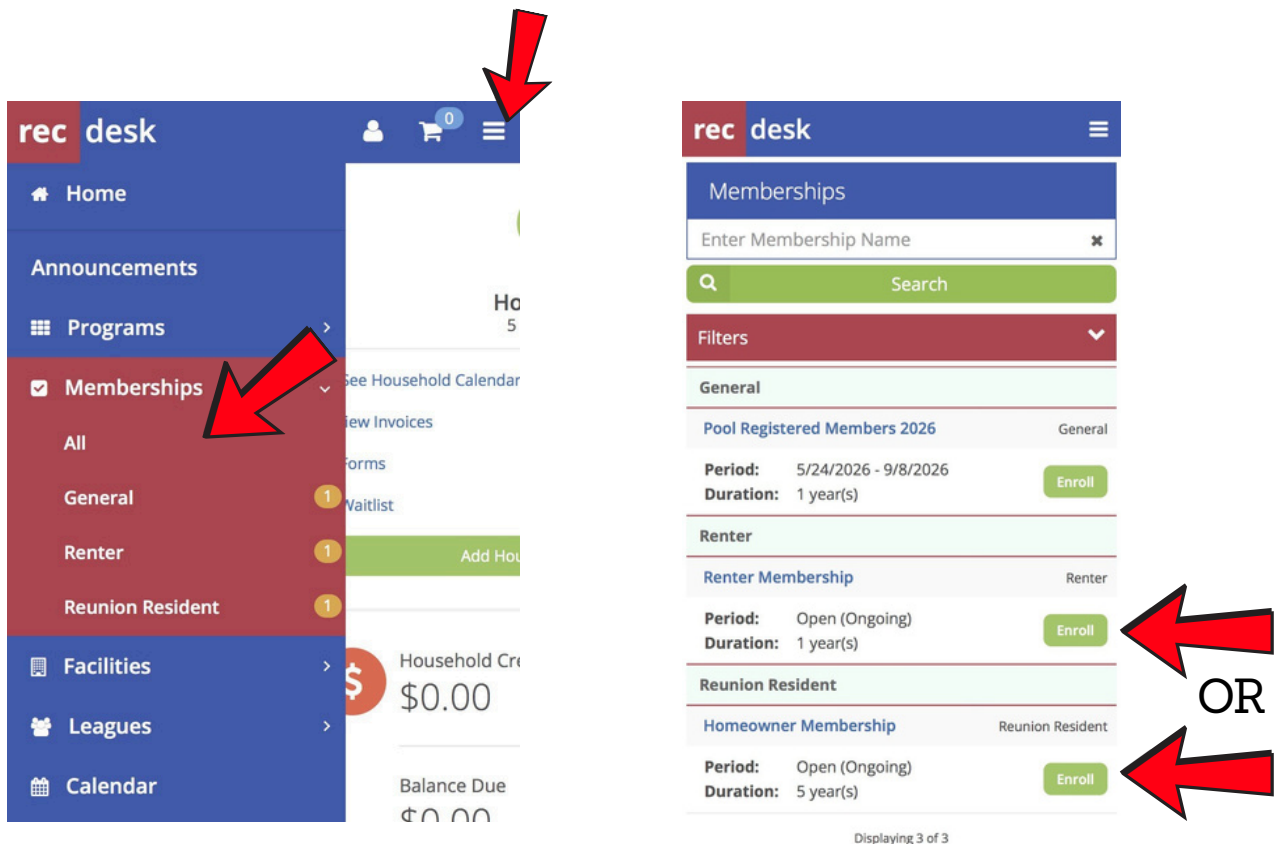 rec desk
0
Home
Announcements
Programs
Memberships
All
General 1
Renter 1
Reunion Resident 1
Facilities
Leagues
Calendar
Ho
5
See Household Calendar
iew Invoices
Forms
Waitlist
Add Hou
$
Household Cre
$0.00
Balance Due
$0.00
rec desk
Memberships
Enter Membership Name
Search
Filters
General
Pool Registered Members 2026 General
Period: 5/24/2026 - 9/8/2026
Duration: 1 year(s)
Enroll
Renter
Renter Membership Renter
Period: Open (Ongoing)
Duration: 1 year(s)
Enroll
Reunion Resident
Homeowner Membership Reunion Resident
Period: Open (Ongoing)
Duration: 5 year(s)
Enroll
Displaying 3 of 3
OR